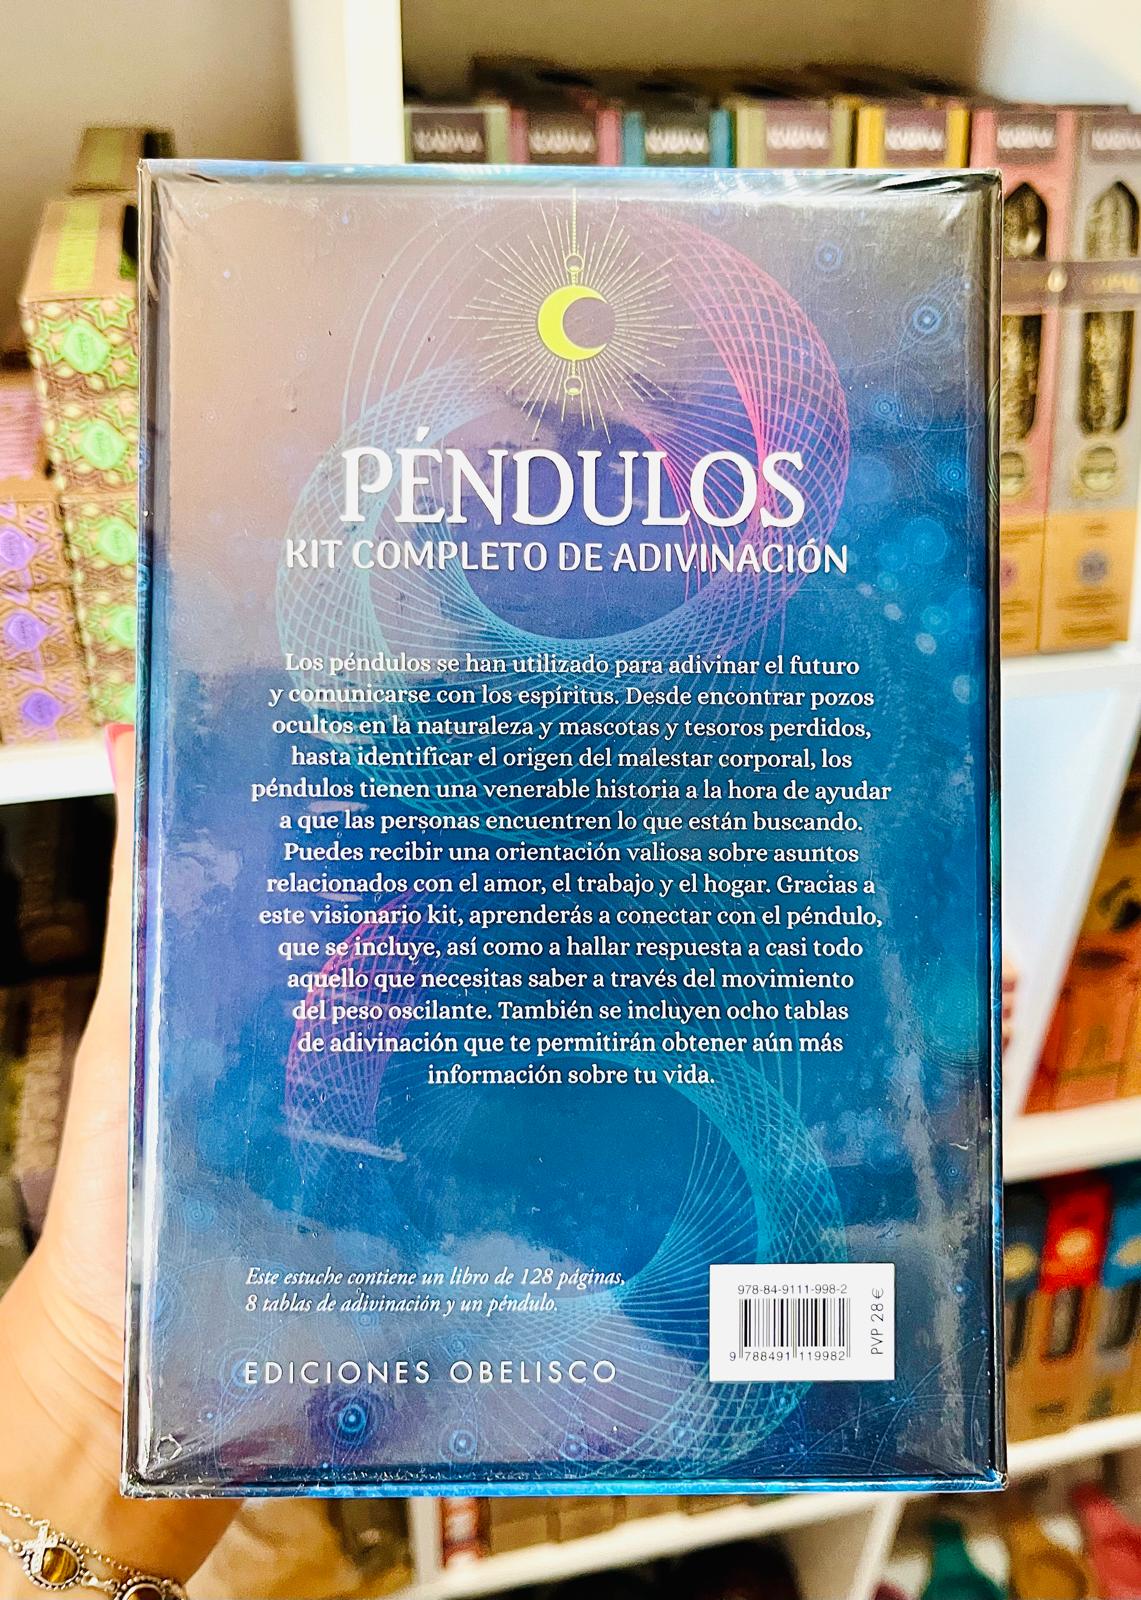 PÉNDULOS
KIT COMPLETO DE ADIVINACIÓN
Los péndulos se han utilizado para adivinar el futuro
y comunicarse con los espíritus. Desde encontrar pozos
ocultos en la naturaleza y mascotas y tesoros perdidos,
hasta identificar el origen del malestar corporal, los
péndulos tienen una venerable historia a la hora de ayudar
a que las personas encuentren lo que están buscando.
Puedes recibir una orientación valiosa sobre asuntos
relacionados con el amor, el trabajo y el hogar. Gracias a
este visionario kit, aprenderás a conectar con el péndulo,
que se incluye, así como a hallar respuesta a casi todo
aquello que necesitas saber a través del movimiento
del peso oscilante. También se incluyen ocho tablas
de adivinación que te permitirán obtener aún más
información sobre tu vida.
Este estuche contiene un libro de 128 páginas,
8 tablas de adivinación y un péndulo.
EDICIONES OBELISCO
978-84-9111-998-2
9 788491 119982
PVP 28 €